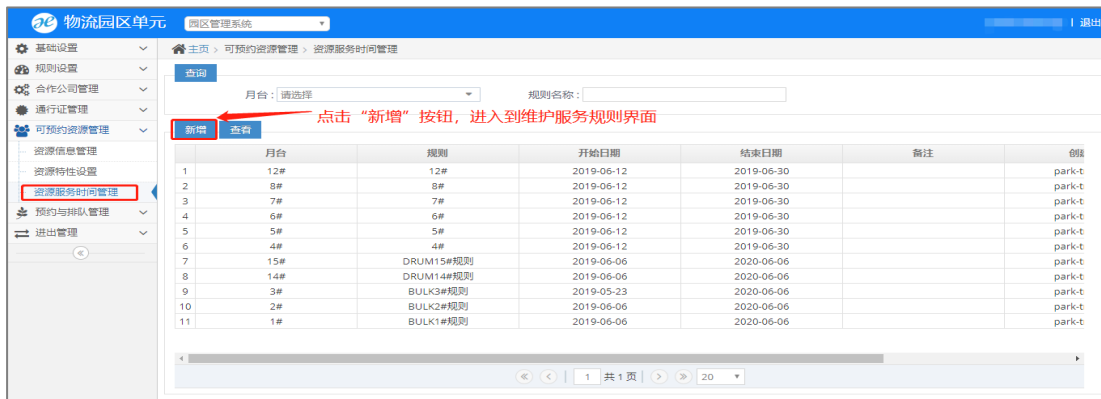 物流园区单元 园区管理系统 | 退出
基础设置
规则设置
合作公司管理
通行证管理
可预约资源管理
资源信息管理
资源特性设置
资源服务时间管理
预约与排队管理
进出管理
主页 > 可预约资源管理 > 资源服务时间管理
查询
月台: 请选择 规则名称:
点击“新增”按钮，进入到维护服务规则界面
新增 查看
月台 规则 开始日期 结束日期 备注
1 12# 12# 2019-06-12 2019-06-30 park-t
2 8# 8# 2019-06-12 2019-06-30 park-t
3 7# 7# 2019-06-12 2019-06-30 park-t
4 6# 6# 2019-06-12 2019-06-30 park-t
5 5# 5# 2019-06-12 2019-06-30 park-t
6 4# 4# 2019-06-12 2019-06-30 park-t
7 15# DRUM15#规则 2019-06-06 2020-06-06 park-t
8 14# DRUM14#规则 2019-06-06 2020-06-06 park-t
9 3# BULK3#规则 2019-05-23 2020-06-06 park-t
10 2# BULK2#规则 2019-06-06 2020-06-06 park-t
11 1# BULK1#规则 2019-06-06 2020-06-06 park-t
1 共 1 页 20